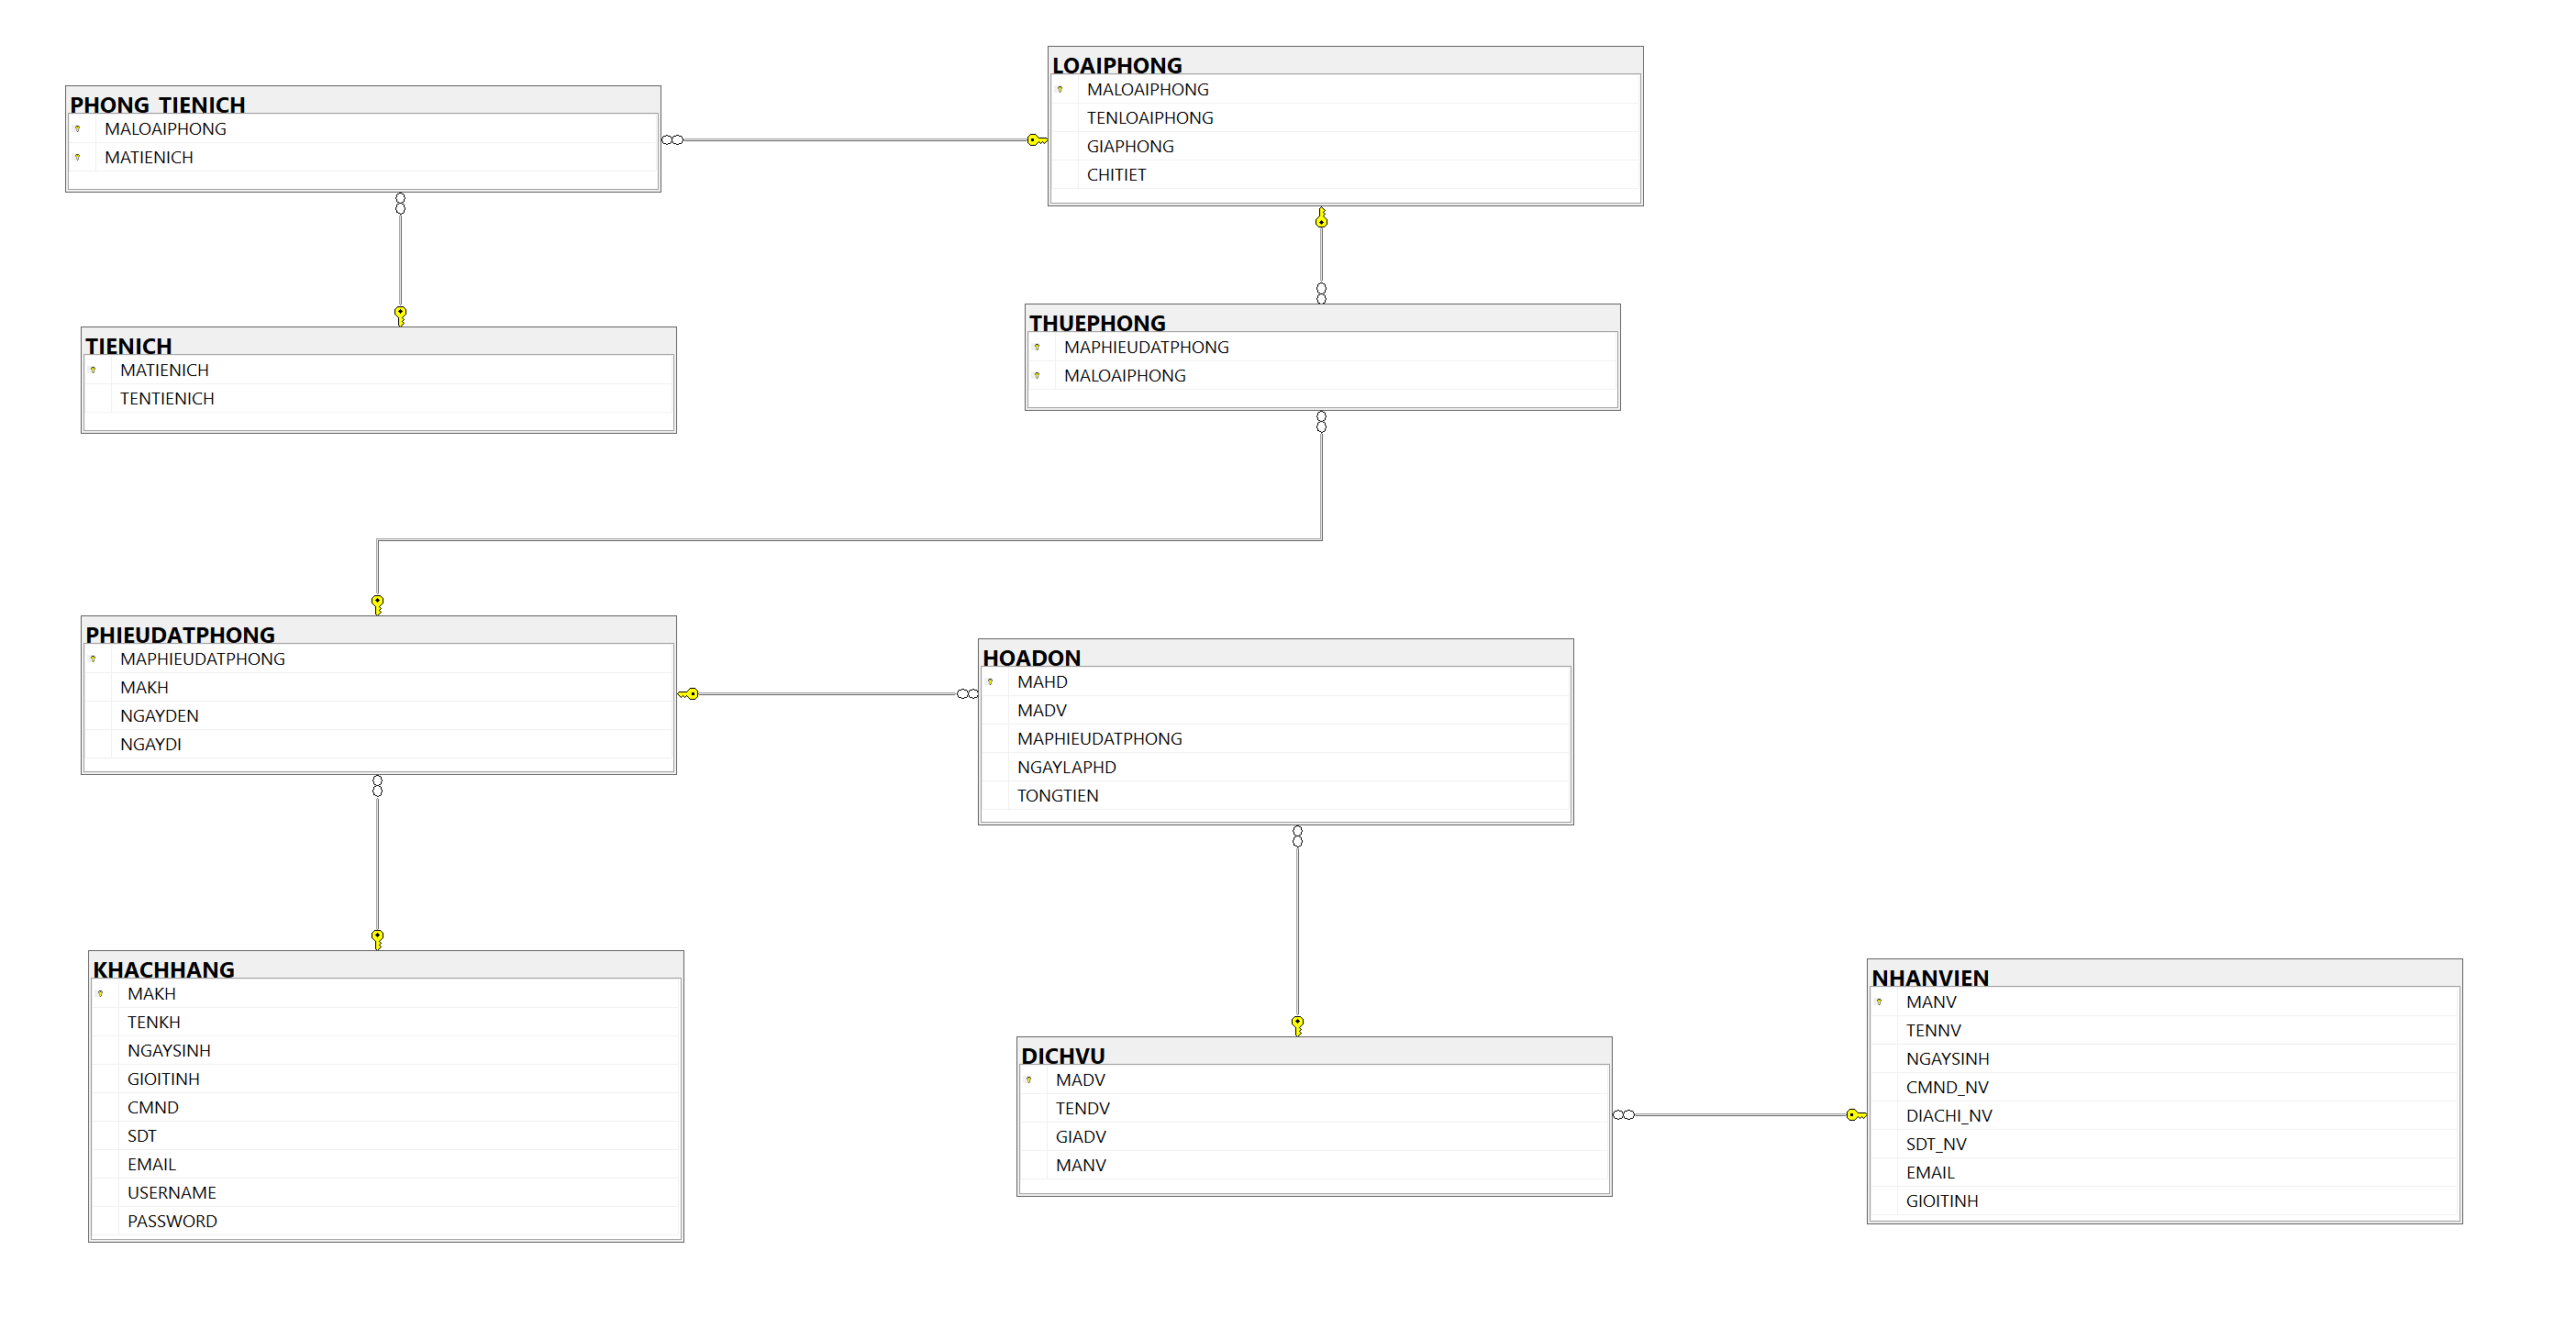 PHONG_TIENICH
MALOAIPHONG
MATIENICH
LOAIPHONG
MALOAIPHONG
TENLOAIPHONG
GIAPHONG
CHITIET
TIENICH
MATIENICH
TENTIENICH
THUEPHONG
MAPHIEUDATPHONG
MALOAIPHONG
PHIEUDATPHONG
MAPHIEUDATPHONG
MAKH
NGAYDEN
NGAYDI
HOADON
MAHD
MADV
MAPHIEUDATPHONG
NGAYLAPHD
TONGTIEN
KHACHHANG
MAKH
TENKH
NGAYSINH
GIOITINH
CMND
SDT
EMAIL
USERNAME
PASSWORD
DICHVU
MADV
TENDV
GIADV
MANV
NHANVIEN
MANV
TENNV
NGAYSINH
CMND_NV
DIACHI_NV
SDT_NV
EMAIL
GIOITINH